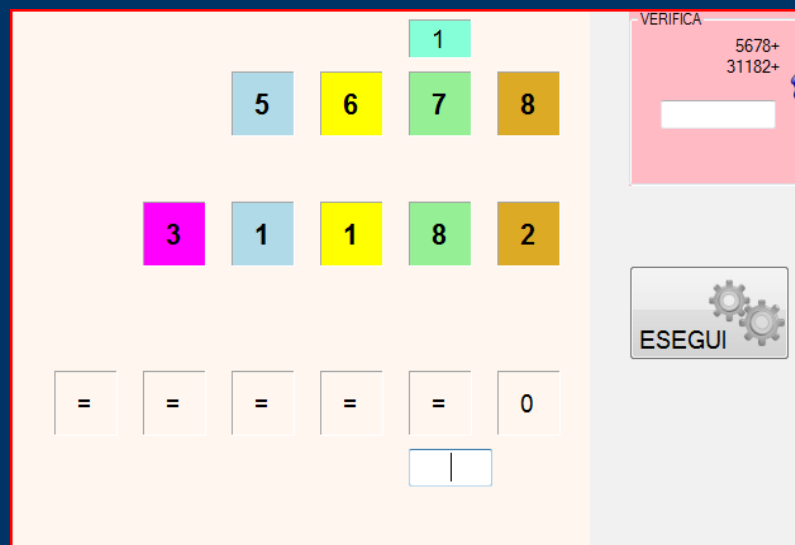 VERIFICA
5678+
31182+
1
5 6 7 8
3 1 1 8 2
= = = = = 0
ESEGUI